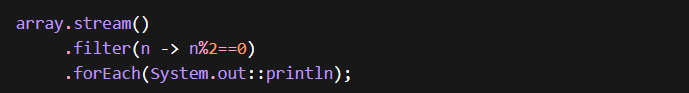 array.stream()
     .filter(n -> n%2==0)
     .forEach(System.out::println);